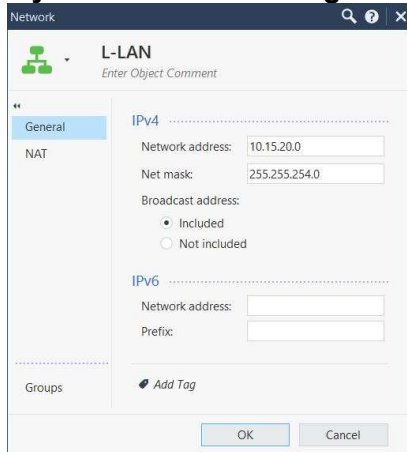 Network
L-LAN
Enter Object Comment
General
NAT
IPv4
Network address: 10.15.20.0
Net mask: 255.255.254.0
Broadcast address:
Included
Not included
IPv6
Network address:
Prefix:
Groups
Add Tag
OK Cancel